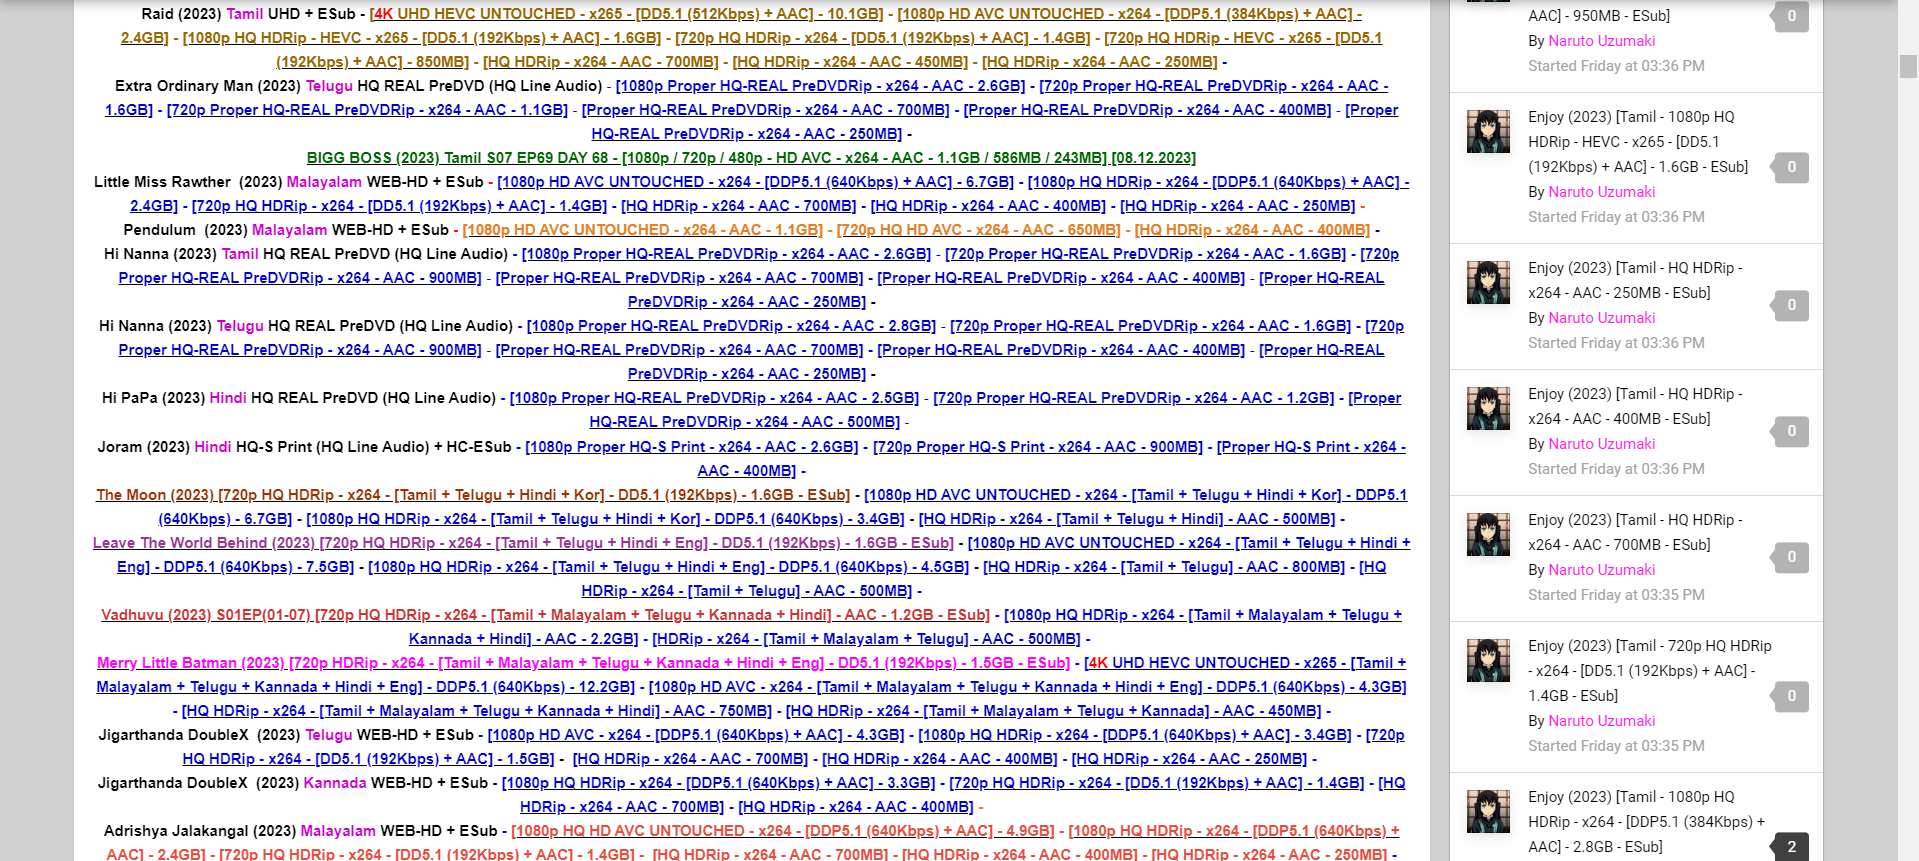 Raid (2023) Tamil UHD + ESub - [4K UHD HEVC UNTOUCHED - x265 - [DD5.1 (512Kbps) + AAC] - 10.1GB] - [1080p HD AVC UNTOUCHED - x264 - [DDP5.1 (384Kbps) + AAC] -
2.4GB] - [1080p HQ HDRip - HEVC - x265 - [DD5.1 (192Kbps) + AAC] - 1.6GB] - [720p HQ HDRip - x264 - [DD5.1 (192Kbps) + AAC] - 1.4GB] - [720p HQ HDRip - HEVC - x265 - [DD5.1
(192Kbps) + AAC] - 850MB] - [HQ HDRip - x264 - AAC - 700MB] - [HQ HDRip - x264 - AAC - 450MB] - [HQ HDRip - x264 - AAC - 250MB] -
Extra Ordinary Man (2023) Telugu HQ REAL PreDVD (HQ Line Audio) - [1080p Proper HQ-REAL PreDVDRip - x264 - AAC - 2.6GB] - [720p Proper HQ-REAL PreDVDRip - x264 - AAC -
1.6GB] - [720p Proper HQ-REAL PreDVDRip - x264 - AAC - 1.1GB] - [Proper HQ-REAL PreDVDRip - x264 - AAC - 700MB] - [Proper HQ-REAL PreDVDRip - x264 - AAC - 400MB] - [Proper
HQ-REAL PreDVDRip - x264 - AAC - 250MB] -
BIGG BOSS (2023) Tamil S07 EP69 DAY 68 - [1080p / 720p / 480p - HD AVC - x264 - AAC - 1.1GB / 586MB / 243MB] [08.12.2023]
Little Miss Rawther (2023) Malayalam WEB-HD + ESub - [1080p HD AVC UNTOUCHED - x264 - [DDP5.1 (640Kbps) + AAC] - 6.7GB] - [1080p HQ HDRip - x264 - [DDP5.1 (640Kbps) + AAC] -
2.4GB] - [720p HQ HDRip - x264 - [DD5.1 (192Kbps) + AAC] - 1.4GB] - [HQ HDRip - x264 - AAC - 700MB] - [HQ HDRip - x264 - AAC - 400MB] - [HQ HDRip - x264 - AAC - 250MB] -
Pendulum (2023) Malayalam WEB-HD + ESub - [1080p HD AVC UNTOUCHED - x264 - AAC - 1.1GB] - [720p HQ HD AVC - x264 - AAC - 650MB] - [HQ HDRip - x264 - AAC - 400MB] -
Hi Nanna (2023) Tamil HQ REAL PreDVD (HQ Line Audio) - [1080p Proper HQ-REAL PreDVDRip - x264 - AAC - 2.6GB] - [720p Proper HQ-REAL PreDVDRip - x264 - AAC - 1.6GB] - [720p
Proper HQ-REAL PreDVDRip - x264 - AAC - 900MB] - [Proper HQ-REAL PreDVDRip - x264 - AAC - 700MB] - [Proper HQ-REAL PreDVDRip - x264 - AAC - 400MB] - [Proper HQ-REAL
PreDVDRip - x264 - AAC - 250MB] -
Hi Nanna (2023) Telugu HQ REAL PreDVD (HQ Line Audio) - [1080p Proper HQ-REAL PreDVDRip - x264 - AAC - 2.8GB] - [720p Proper HQ-REAL PreDVDRip - x264 - AAC - 1.6GB] - [720p
Proper HQ-REAL PreDVDRip - x264 - AAC - 900MB] - [Proper HQ-REAL PreDVDRip - x264 - AAC - 700MB] - [Proper HQ-REAL PreDVDRip - x264 - AAC - 400MB] - [Proper HQ-REAL
PreDVDRip - x264 - AAC - 250MB] -
Hi PaPa (2023) Hindi HQ REAL PreDVD (HQ Line Audio) - [1080p Proper HQ-REAL PreDVDRip - x264 - AAC - 2.5GB] - [720p Proper HQ-REAL PreDVDRip - x264 - AAC - 1.2GB] - [Proper
HQ-REAL PreDVDRip - x264 - AAC - 500MB] -
Joram (2023) Hindi HQ-S Print (HQ Line Audio) + HC-ESub - [1080p Proper HQ-S Print - x264 - AAC - 2.6GB] - [720p Proper HQ-S Print - x264 - AAC - 900MB] - [Proper HQ-S Print - x264 -
AAC - 400MB] -
The Moon (2023) [720p HQ HDRip - x264 - [Tamil + Telugu + Hindi + Kor] - DD5.1 (192Kbps) - 1.6GB - ESub] - [1080p HD AVC UNTOUCHED - x264 - [Tamil + Telugu + Hindi + Kor] - DDP5.1
(640Kbps) - 6.7GB] - [1080p HQ HDRip - x264 - [Tamil + Telugu + Hindi + Kor] - DDP5.1 (640Kbps) - 3.4GB] - [HQ HDRip - x264 - [Tamil + Telugu + Hindi] - AAC - 500MB] -
Leave The World Behind (2023) [720p HQ HDRip - x264 - [Tamil + Telugu + Hindi + Eng] - DD5.1 (192Kbps) - 1.6GB - ESub] - [1080p HD AVC UNTOUCHED - x264 - [Tamil + Telugu + Hindi +
Eng] - DDP5.1 (640Kbps) - 7.5GB] - [1080p HQ HDRip - x264 - [Tamil + Telugu + Hindi + Eng] - DDP5.1 (640Kbps) - 4.5GB] - [HQ HDRip - x264 - [Tamil + Telugu] - AAC - 800MB] - [HQ
HDRip - x264 - [Tamil + Telugu] - AAC - 500MB] -
Vadhuvu (2023) S01EP(01-07) [720p HQ HDRip - x264 - [Tamil + Malayalam + Telugu + Kannada + Hindi] - AAC - 1.2GB - ESub] - [1080p HQ HDRip - x264 - [Tamil + Malayalam + Telugu +
Kannada + Hindi] - AAC - 2.2GB] - [HDRip - x264 - [Tamil + Malayalam + Telugu] - AAC - 500MB] -
Merry Little Batman (2023) [720p HDRip - x264 - [Tamil + Malayalam + Telugu + Kannada + Hindi + Eng] - DD5.1 (192Kbps) - 1.5GB - ESub] - [4K UHD HEVC UNTOUCHED - x265 - [Tamil +
Malayalam + Telugu + Kannada + Hindi + Eng] - DDP5.1 (640Kbps) - 12.2GB] - [1080p HD AVC - x264 - [Tamil + Malayalam + Telugu + Kannada + Hindi + Eng] - DDP5.1 (640Kbps) - 4.3GB]
- [HQ HDRip - x264 - [Tamil + Malayalam + Telugu + Kannada + Hindi] - AAC - 750MB] - [HQ HDRip - x264 - [Tamil + Malayalam + Telugu + Kannada] - AAC - 450MB] -
Jigarthanda DoubleX (2023) Telugu WEB-HD + ESub - [1080p HD AVC - x264 - [DDP5.1 (640Kbps) + AAC] - 4.3GB] - [1080p HQ HDRip - x264 - [DDP5.1 (640Kbps) + AAC] - 3.4GB] - [720p
HQ HDRip - x264 - [DD5.1 (192Kbps) + AAC] - 1.5GB] - [HQ HDRip - x264 - AAC - 700MB] - [HQ HDRip - x264 - AAC - 400MB] - [HQ HDRip - x264 - AAC - 250MB] -
Jigarthanda DoubleX (2023) Kannada WEB-HD + ESub - [1080p HQ HDRip - x264 - [DDP5.1 (640Kbps) + AAC] - 3.3GB] - [720p HQ HDRip - x264 - [DD5.1 (192Kbps) + AAC] - 1.4GB] - [HQ
HDRip - x264 - AAC - 700MB] - [HQ HDRip - x264 - AAC - 400MB] -
Adrishya Jalakangal (2023) Malayalam WEB-HD + ESub - [1080p HQ HD AVC UNTOUCHED - x264 - [DDP5.1 (640Kbps) + AAC] - 4.9GB] - [1080p HQ HDRip - x264 - [DDP5.1 (640Kbps) +
AAC] - 2.4GB] - [720p HQ HDRip - x264 - [DD5.1 (192Kbps) + AAC] - 1.4GB] - [HQ HDRip - x264 - AAC - 700MB] - [HQ HDRip - x264 - AAC - 400MB] - [HQ HDRip - x264 - AAC - 250MB] -
AAC] - 950MB - ESub]
0
By Naruto Uzumaki
Started Friday at 03:36 PM
Enjoy (2023) [Tamil - 1080p HQ
HDRip - HEVC - x265 - [DD5.1
(192Kbps) + AAC] - 1.6GB - ESub]
0
By Naruto Uzumaki
Started Friday at 03:36 PM
Enjoy (2023) [Tamil - HQ HDRip -
x264 - AAC - 250MB - ESub]
0
By Naruto Uzumaki
Started Friday at 03:36 PM
Enjoy (2023) [Tamil - HQ HDRip -
x264 - AAC - 400MB - ESub]
0
By Naruto Uzumaki
Started Friday at 03:36 PM
Enjoy (2023) [Tamil - HQ HDRip -
x264 - AAC - 700MB - ESub]
0
By Naruto Uzumaki
Started Friday at 03:35 PM
Enjoy (2023) [Tamil - 720p HQ HDRip
- x264 - [DD5.1 (192Kbps) + AAC] -
1.4GB - ESub]
0
By Naruto Uzumaki
Started Friday at 03:35 PM
Enjoy (2023) [Tamil - 1080p HQ
HDRip - x264 - [DDP5.1 (384Kbps) +
AAC] - 2.8GB - ESub]
2